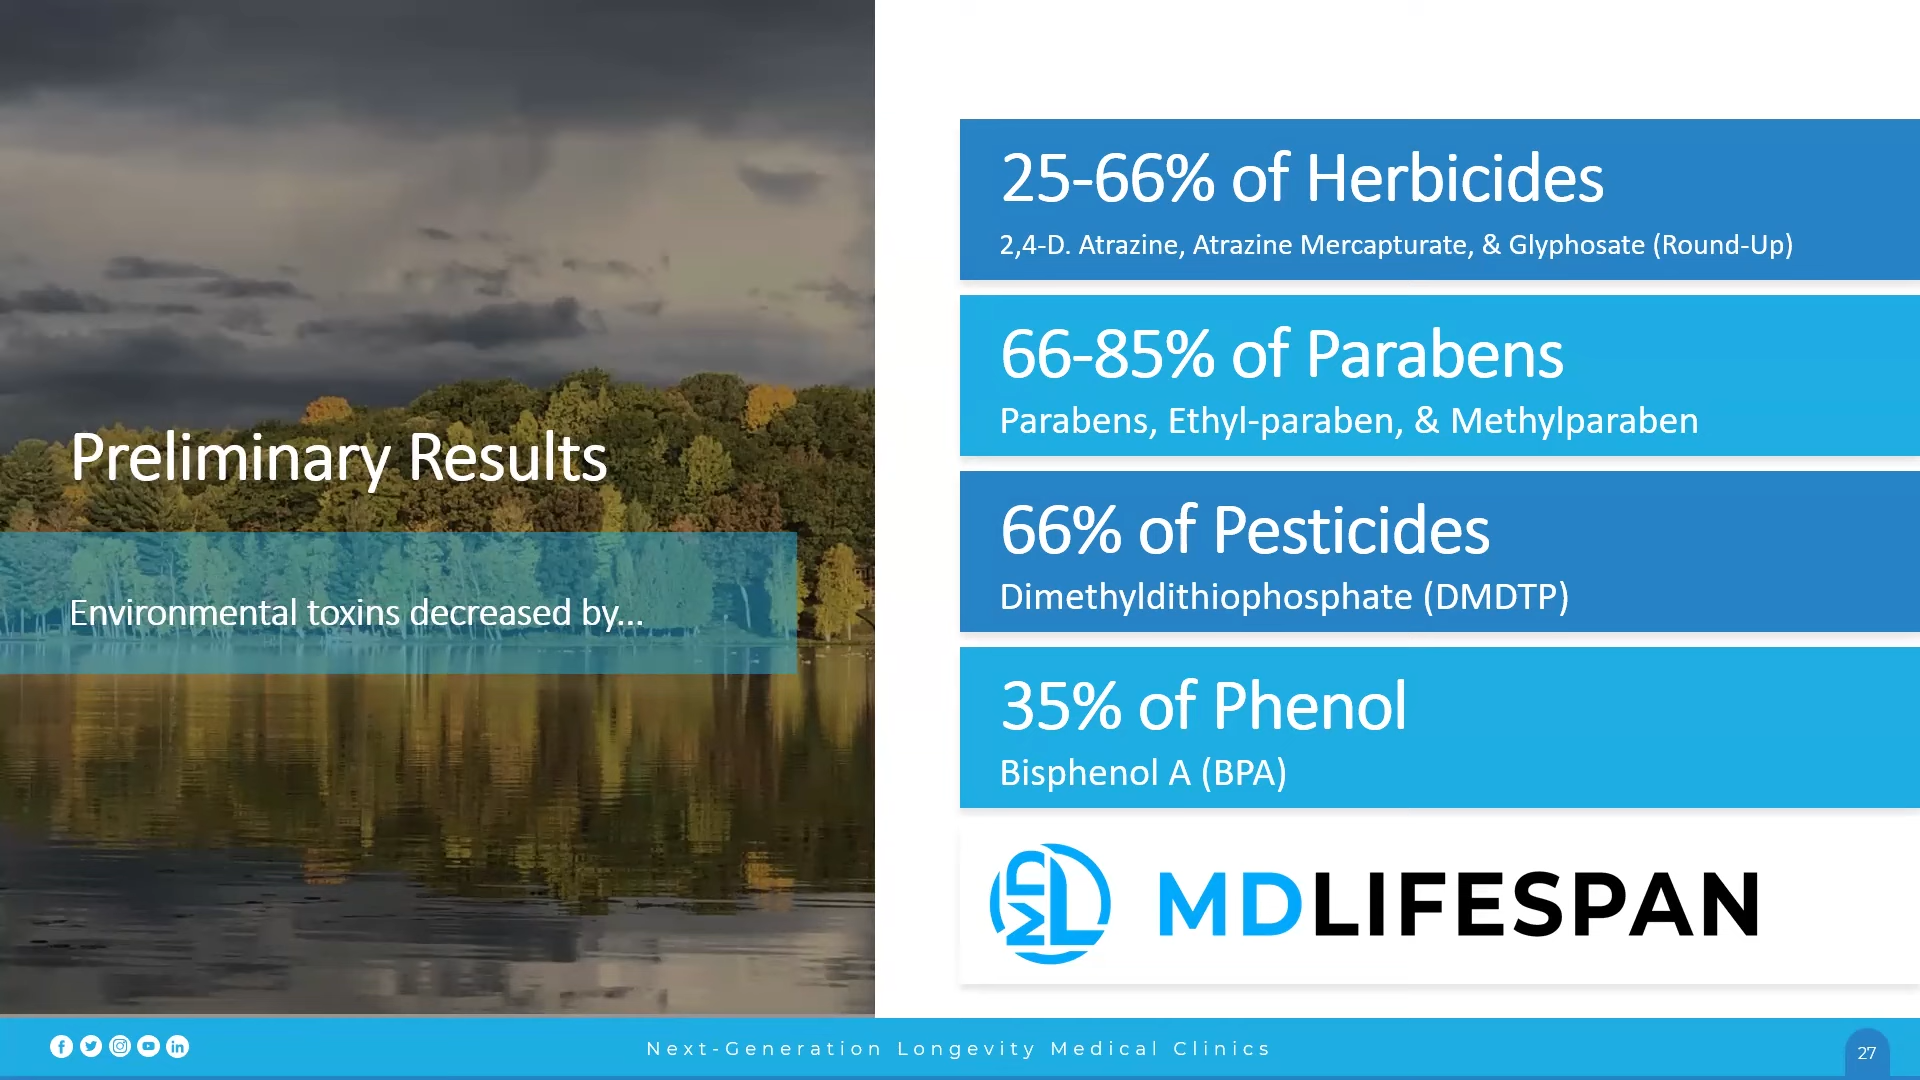 Preliminary Results
Environmental toxins decreased by...
25-66% of Herbicides
2,4-D. Atrazine, Atrazine Mercapturate, & Glyphosate (Round-Up)
66-85% of Parabens
Parabens, Ethyl-paraben, & Methylparaben
66% of Pesticides
Dimethyldithiophosphate (DMDTP)
35% of Phenol
Bisphenol A (BPA)
MDL
MDLIFESPAN
Next-Generation Longevity Medical Clinics
27